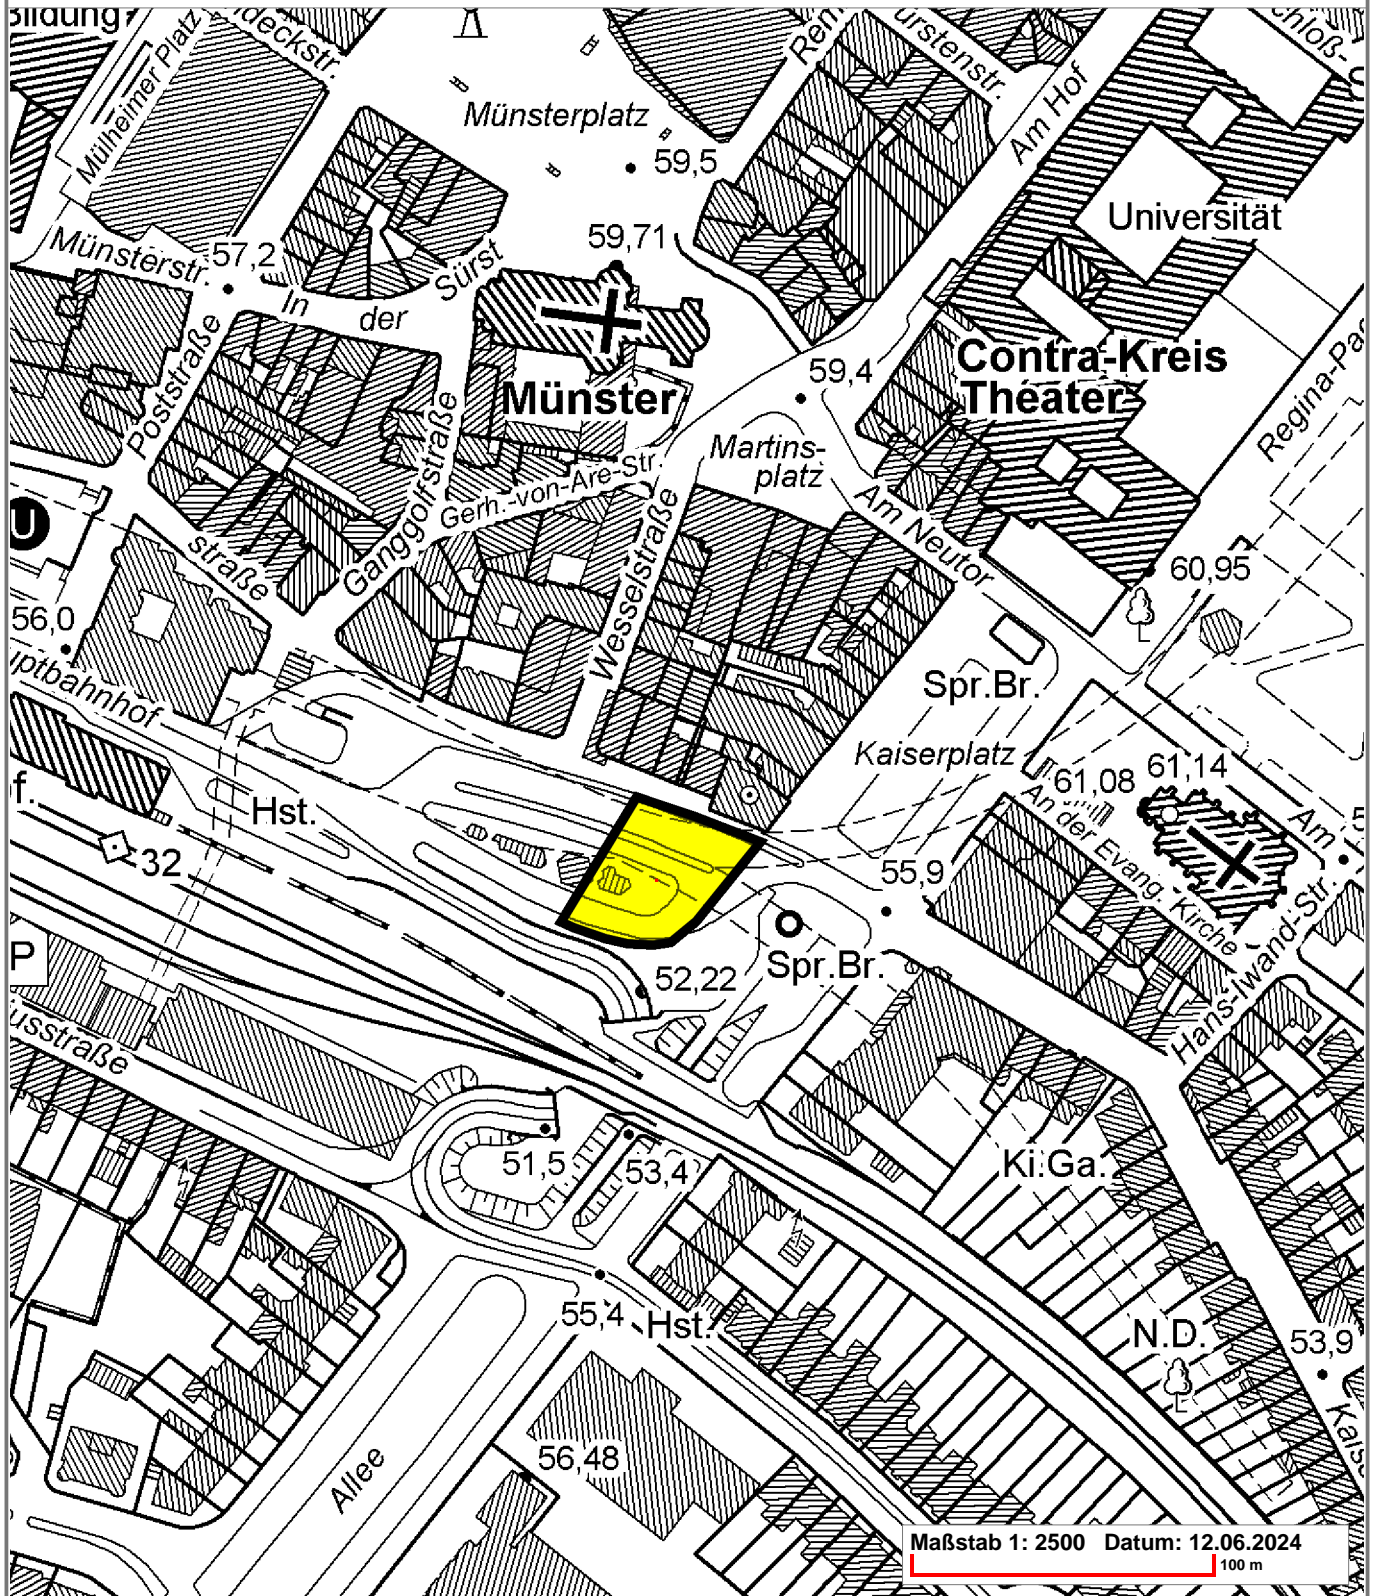 Bildung
Mülheimer Platz
Münsterplatz
Am Hof
59,5
Universität
Münsterstr.
57,2
59,71
In der Sürst
Poststraße
Contra-Kreis
Theater
59,4
Münster
Martins-
platz
Ganggolfstraße
Gerh.-von-Are-Str.
Wesselstraße
Am Neutor
U
straße
60,95
56,0
Spr.Br.
Kaiserplatz
61,08
61,14
Am
An der Evang. Kirche
Hst.
32
55,9
Hans-Iwand-Str.
P
52,22
Spr.Br.
51,5
53,4
Ki.Ga.
55,4
Hst.
N.D.
53,9
56,48
Allee
Maßstab 1: 2500 Datum: 12.06.2024
100 m